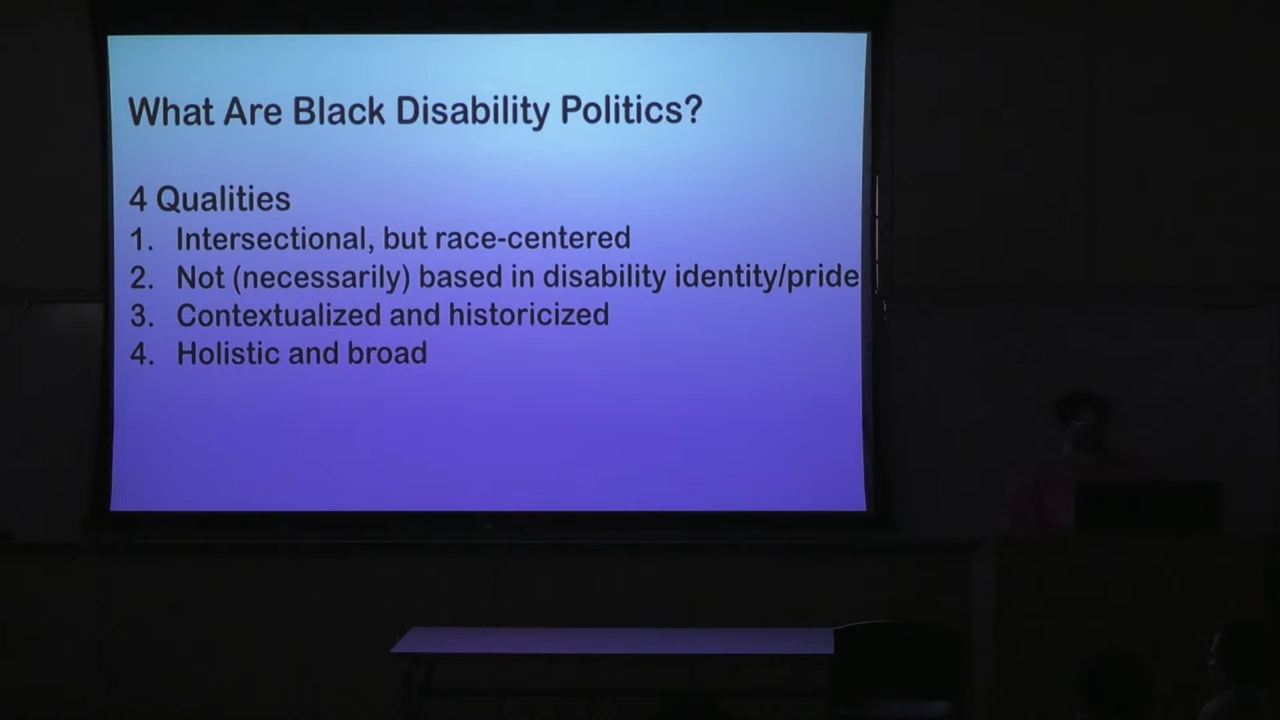 What Are Black Disability Politics?
4 Qualities
1. Intersectional, but race-centered
2. Not (necessarily) based in disability identity/pride
3. Contextualized and historicized
4. Holistic and broad